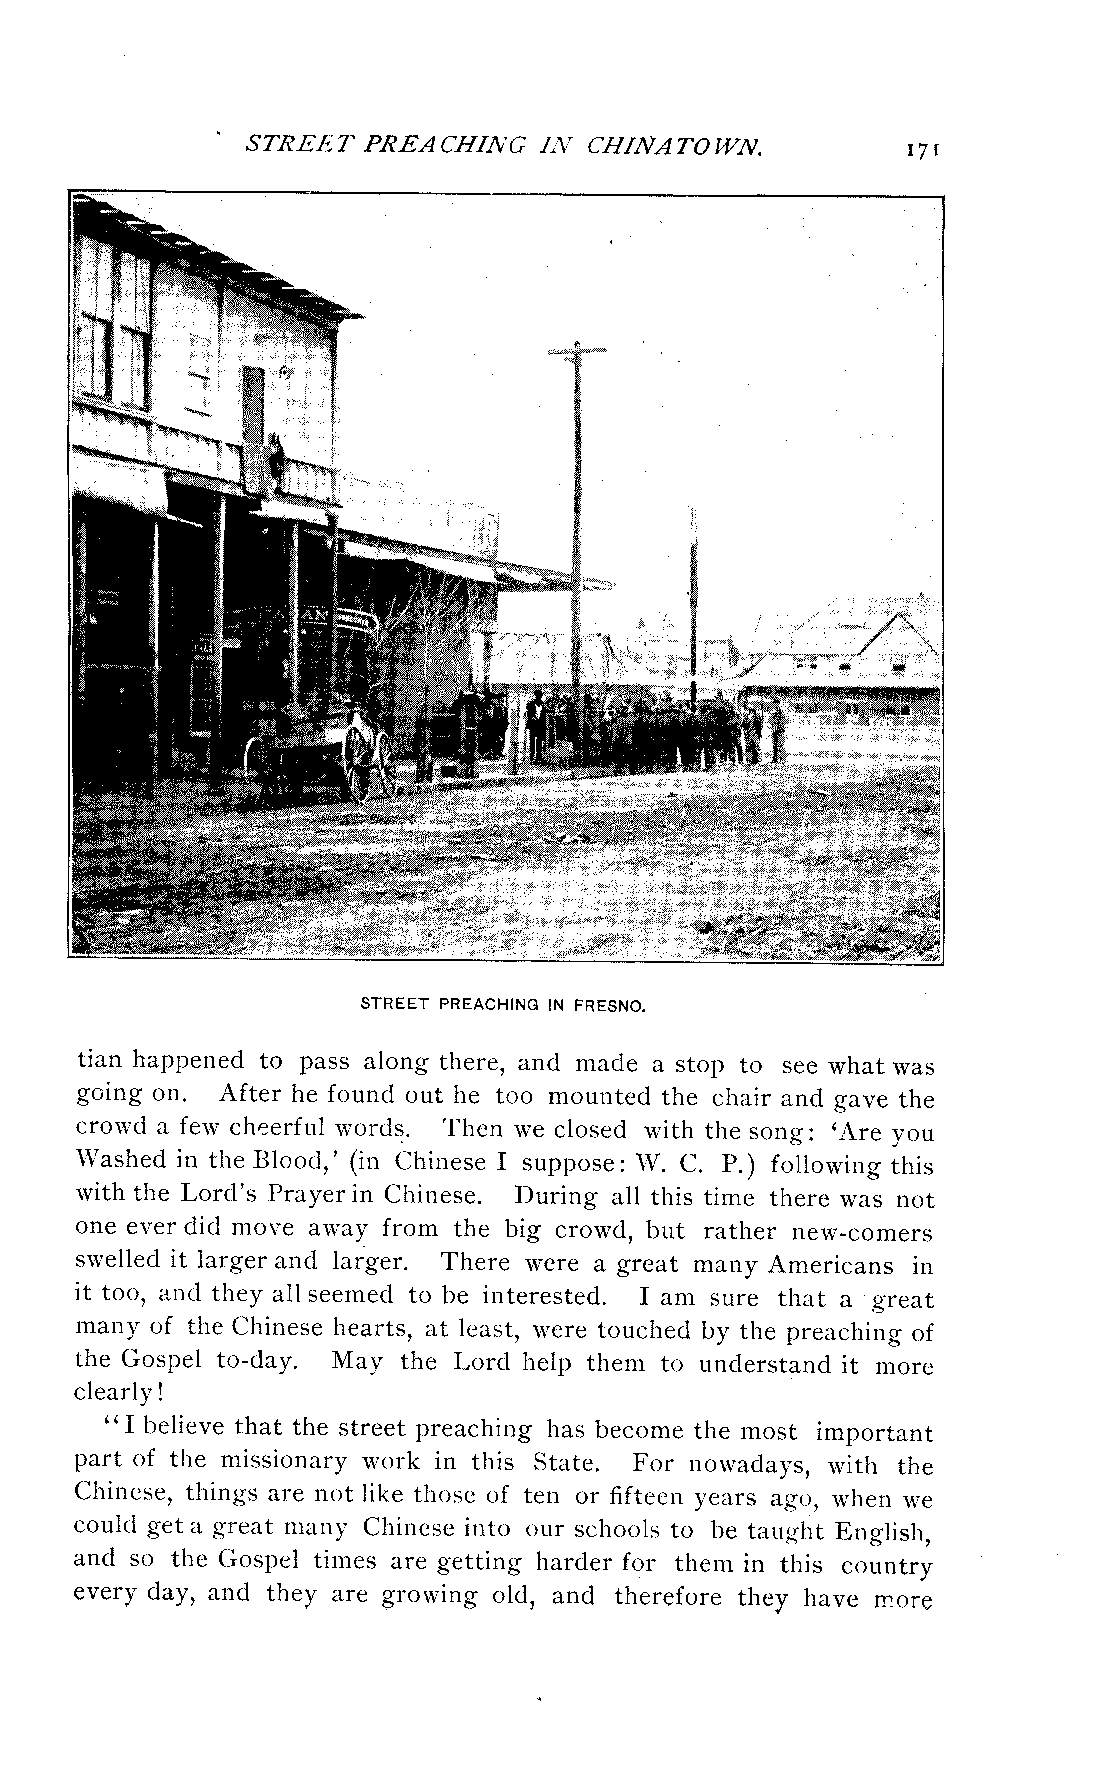 STREET PREACHING IN CHINATOWN. 171
STREET PREACHING IN FRESNO.
tian happened to pass along there, and made a stop to see what was
going on. After he found out he too mounted the chair and gave the
crowd a few cheerful words. Then we closed with the song: ‘Are you
Washed in the Blood,’ (in Chinese I suppose: W. C. P.) following this
with the Lord's Prayer in Chinese. During all this time there was not
one ever did move away from the big crowd, but rather new-comers
swelled it larger and larger. There were a great many Americans in
it too, and they all seemed to be interested. I am sure that a great
many of the Chinese hearts, at least, were touched by the preaching of
the Gospel to-day. May the Lord help them to understand it more
clearly!
“I believe that the street preaching has become the most important
part of the missionary work in this State. For nowadays, with the
Chinese, things are not like those of ten or fifteen years ago, when we
could get a great many Chinese into our schools to be taught English,
and so the Gospel times are getting harder for them in this country
every day, and they are growing old, and therefore they have more